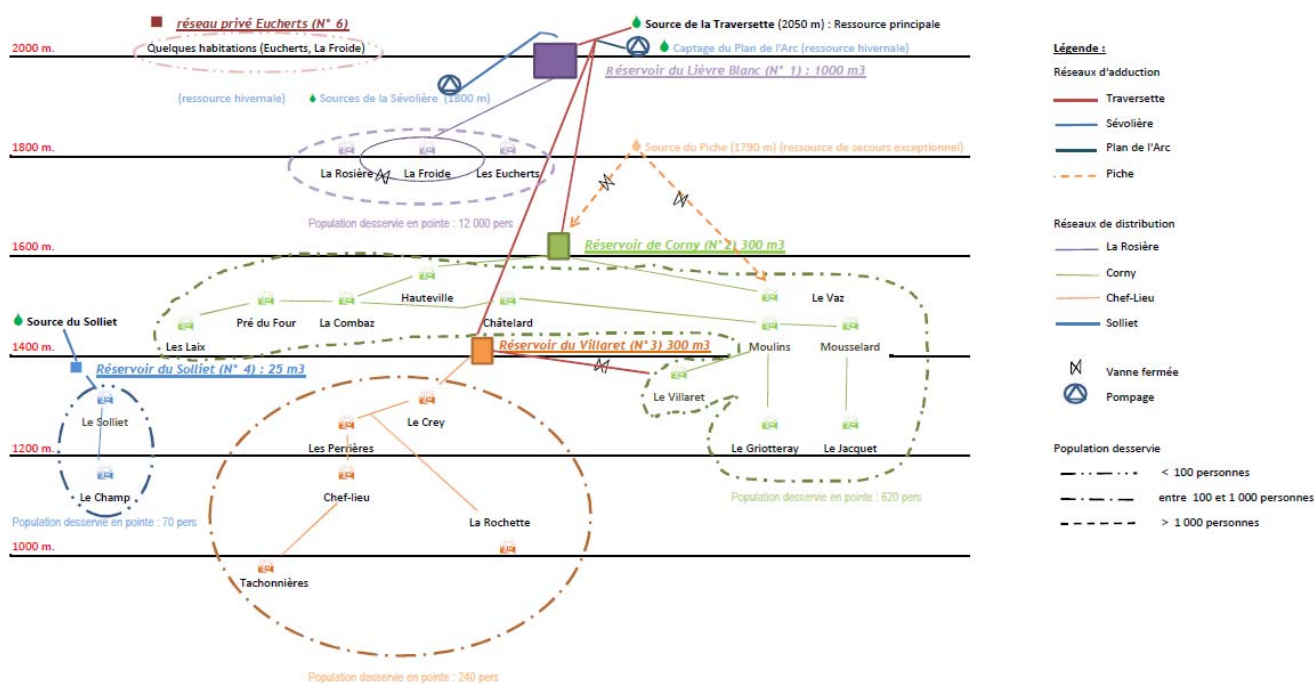 réseau privé Eucherts (N° 6)
Source de la Traversette (2050 m) : Ressource principale
2000 m.
Quelques habitations (Eucherts, La Froide)
Captage du Plan de l'Arc (ressource hivernale)
Réservoir du Lièvre Blanc (N° 1) : 1000 m3
(ressource hivernale)
Sources de la Sévolière (1800 m)
1800 m.
Source du Piche (1790 m) (ressource de secours exceptionnel)
La Rosière
La Froide
Les Eucherts
Population desservie en pointe : 12 000 pers
1600 m.
Réservoir de Corny (N°2) 300 m3
Hauteville
Le Vaz
Source du Solliet
Pré du Four
La Combaz
Châtelard
Les Laix
1400 m.
Réservoir du Villaret (N°3) 300 m3
Moulins
Mousselard
Réservoir du Solliet (N° 4) : 25 m3
Le Villaret
Le Solliet
Le Crey
1200 m.
Les Perrières
Le Griotteray
Le Jacquet
Le Champ
Chef-lieu
Population desservie en pointe : 620 pers
Population desservie en pointe : 70 pers
La Rochette
1000 m.
Tachonnières
Population desservie en pointe : 240 pers
Légende :
Réseaux d'adduction
Traversette
Sévolière
Plan de l'Arc
Piche
Réseaux de distribution
La Rosière
Corny
Chef-Lieu
Solliet
Vanne fermée
Pompage
Population desservie
< 100 personnes
entre 100 et 1 000 personnes
> 1 000 personnes